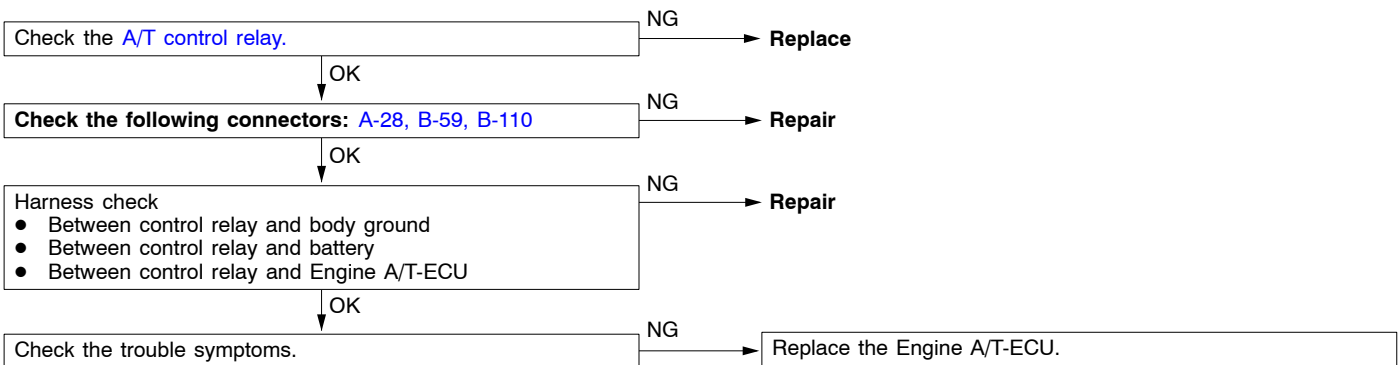 Check the A/T control relay.
NG
Replace
OK
Check the following connectors: A-28, B-59, B-110
NG
Repair
OK
Harness check
● Between control relay and body ground
● Between control relay and battery
● Between control relay and Engine A/T-ECU
NG
Repair
OK
Check the trouble symptoms.
NG
Replace the Engine A/T-ECU.